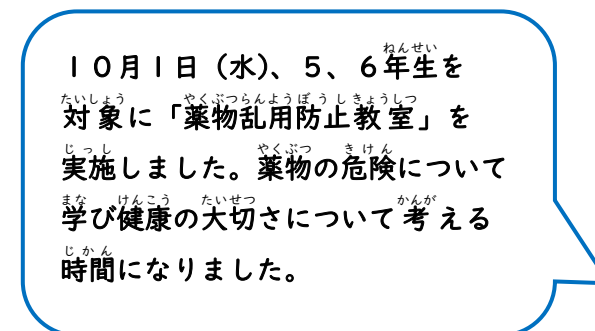 １０月１日（水）、５、６年生を
対象に「薬物乱用防止教室」を
実施しました。薬物の危険について
学び健康の大切さについて考える
時間になりました。